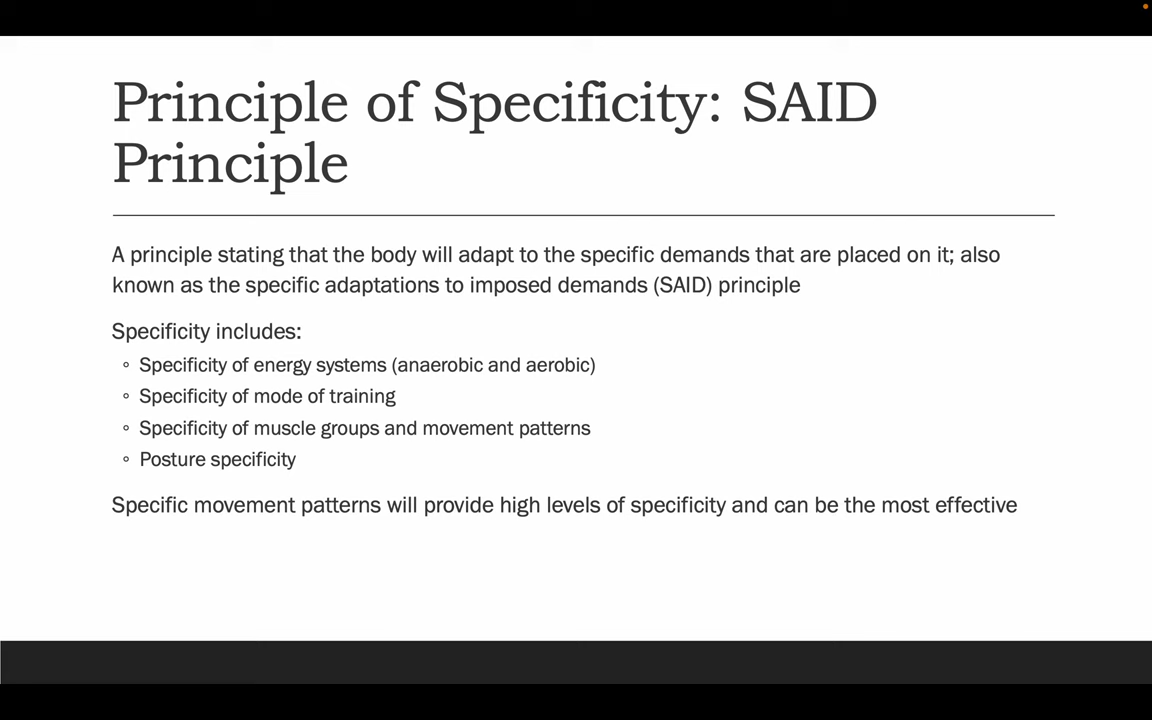 Principle of Specificity: SAID
Principle
A principle stating that the body will adapt to the specific demands that are placed on it; also
known as the specific adaptations to imposed demands (SAID) principle
Specificity includes:
◦ Specificity of energy systems (anaerobic and aerobic)
◦ Specificity of mode of training
◦ Specificity of muscle groups and movement patterns
◦ Posture specificity
Specific movement patterns will provide high levels of specificity and can be the most effective